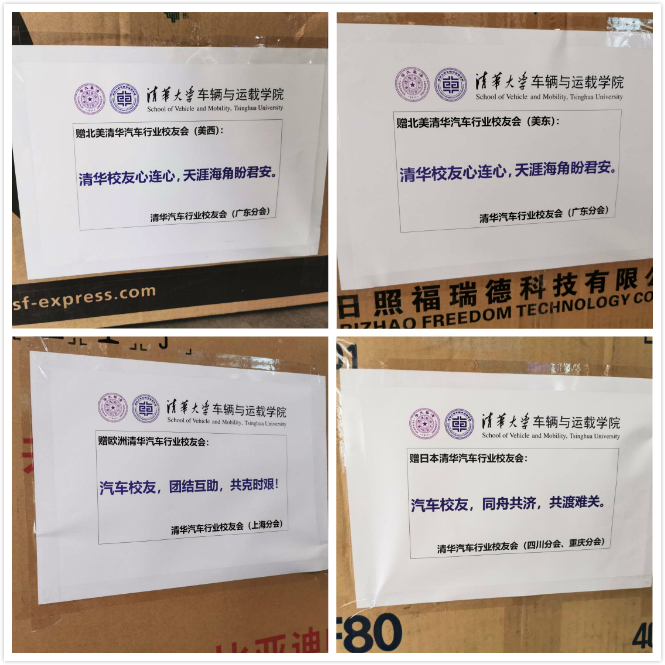 清华大学车辆与运载学院
School of Vehicle and Mobility, Tsinghua University
赠北美清华汽车行业校友会（美西）：
清华校友心连心，天涯海角盼君安。
清华汽车行业校友会（广东分会）
sf-express.com
清华大学车辆与运载学院
School of Vehicle and Mobility, Tsinghua University
赠北美清华汽车行业校友会（美东）：
清华校友心连心，天涯海角盼君安。
清华汽车行业校友会（广东分会）
日照福瑞德科技有限公
RIZHAO FREEDOM TECHNOLOGY CO
清华大学车辆与运载学院
School of Vehicle and Mobility, Tsinghua University
赠欧洲清华汽车行业校友会：
汽车校友，团结互助，共克时艰！
清华汽车行业校友会（上海分会）
比亚迪
清华大学车辆与运载学院
School of Vehicle and Mobility, Tsinghua University
赠日本清华汽车行业校友会：
汽车校友，同舟共济，共渡难关。
清华汽车行业校友会（四川分会、重庆分会）
F80
40